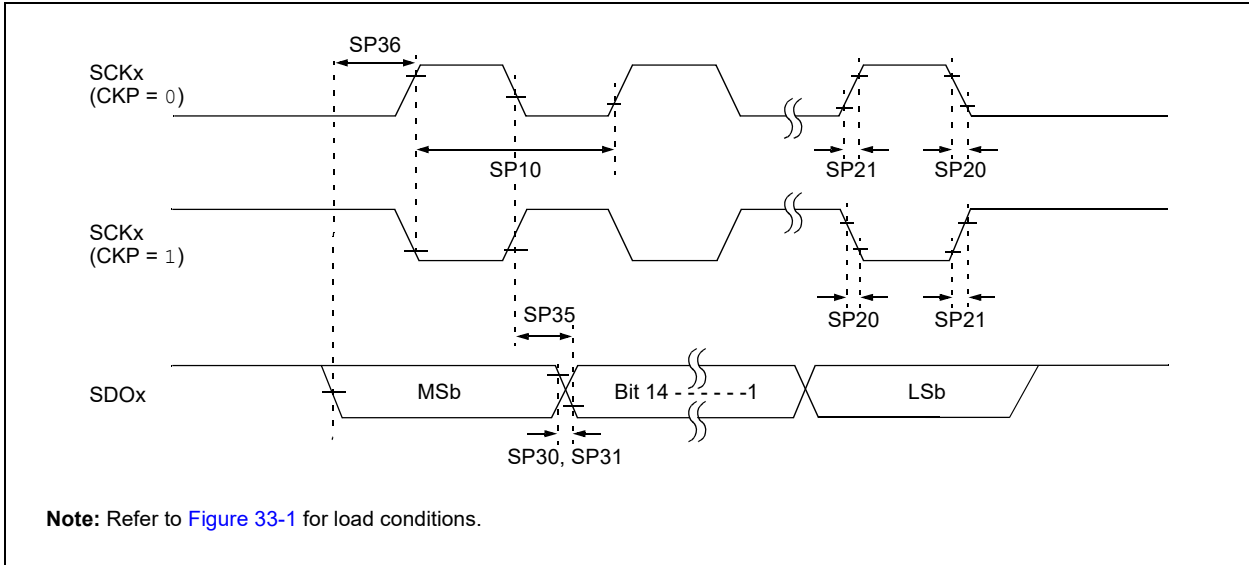 SP36
SCKx
(CKP = 0)
SP10
SP21
SP20
SCKx
(CKP = 1)
SP35
SP20
SP21
SDOx
MSb
Bit 14 - - - - - -1
LSb
SP30, SP31
Note: Refer to Figure 33-1 for load conditions.